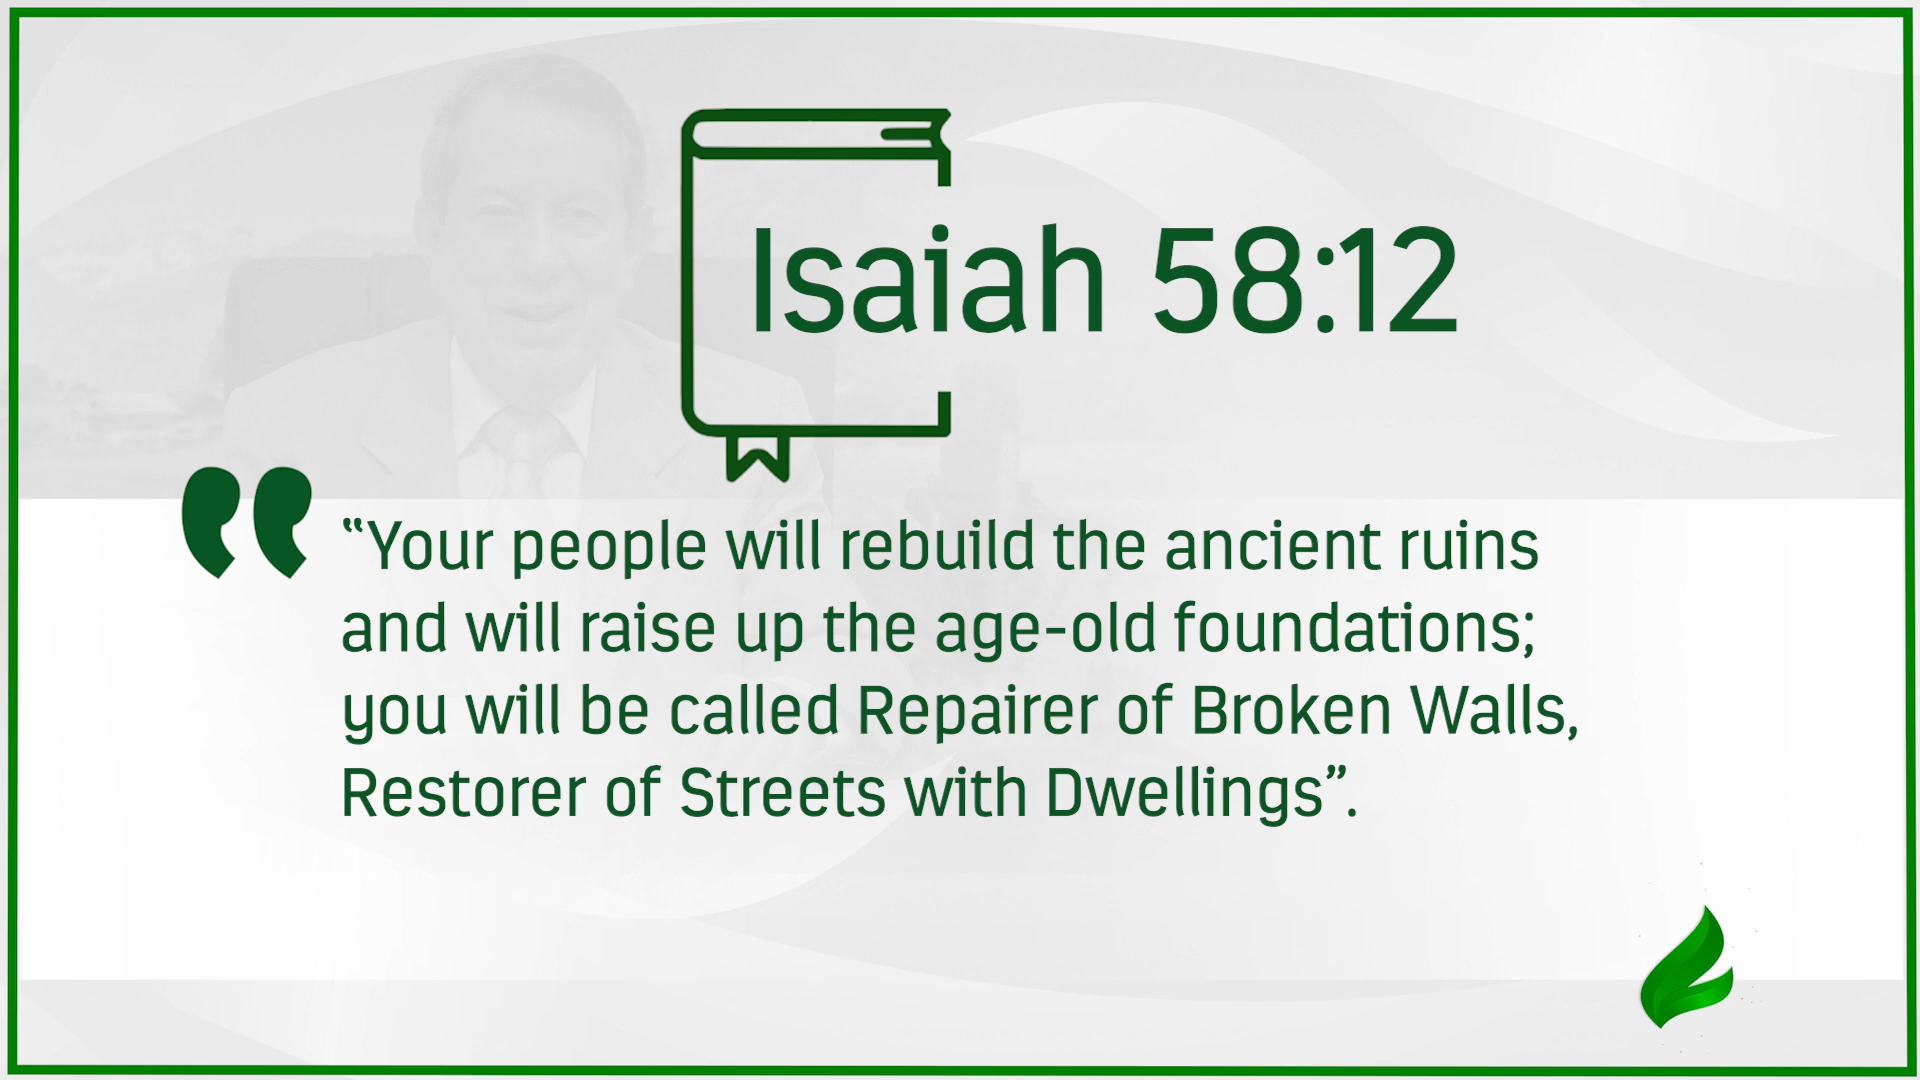 Isaiah 58:12
“Your people will rebuild the ancient ruins
and will raise up the age-old foundations;
you will be called Repairer of Broken Walls,
Restorer of Streets with Dwellings”.